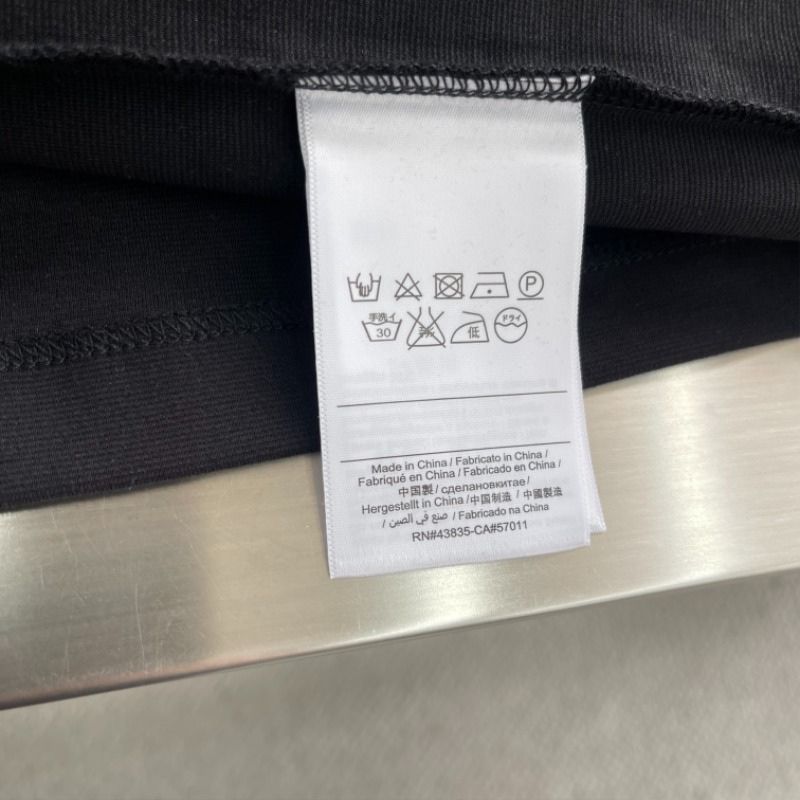 P
手洗イ ドライ
30 低
Made in China / Fabricato in China /
Fabriqué en China / Fabricado en China /
中国製 / сделановкитае /
Hergestellt in China /中国制造 / 中國製造
/ صنع في الصين / Fabricado na China
RN#43835-CA#57011